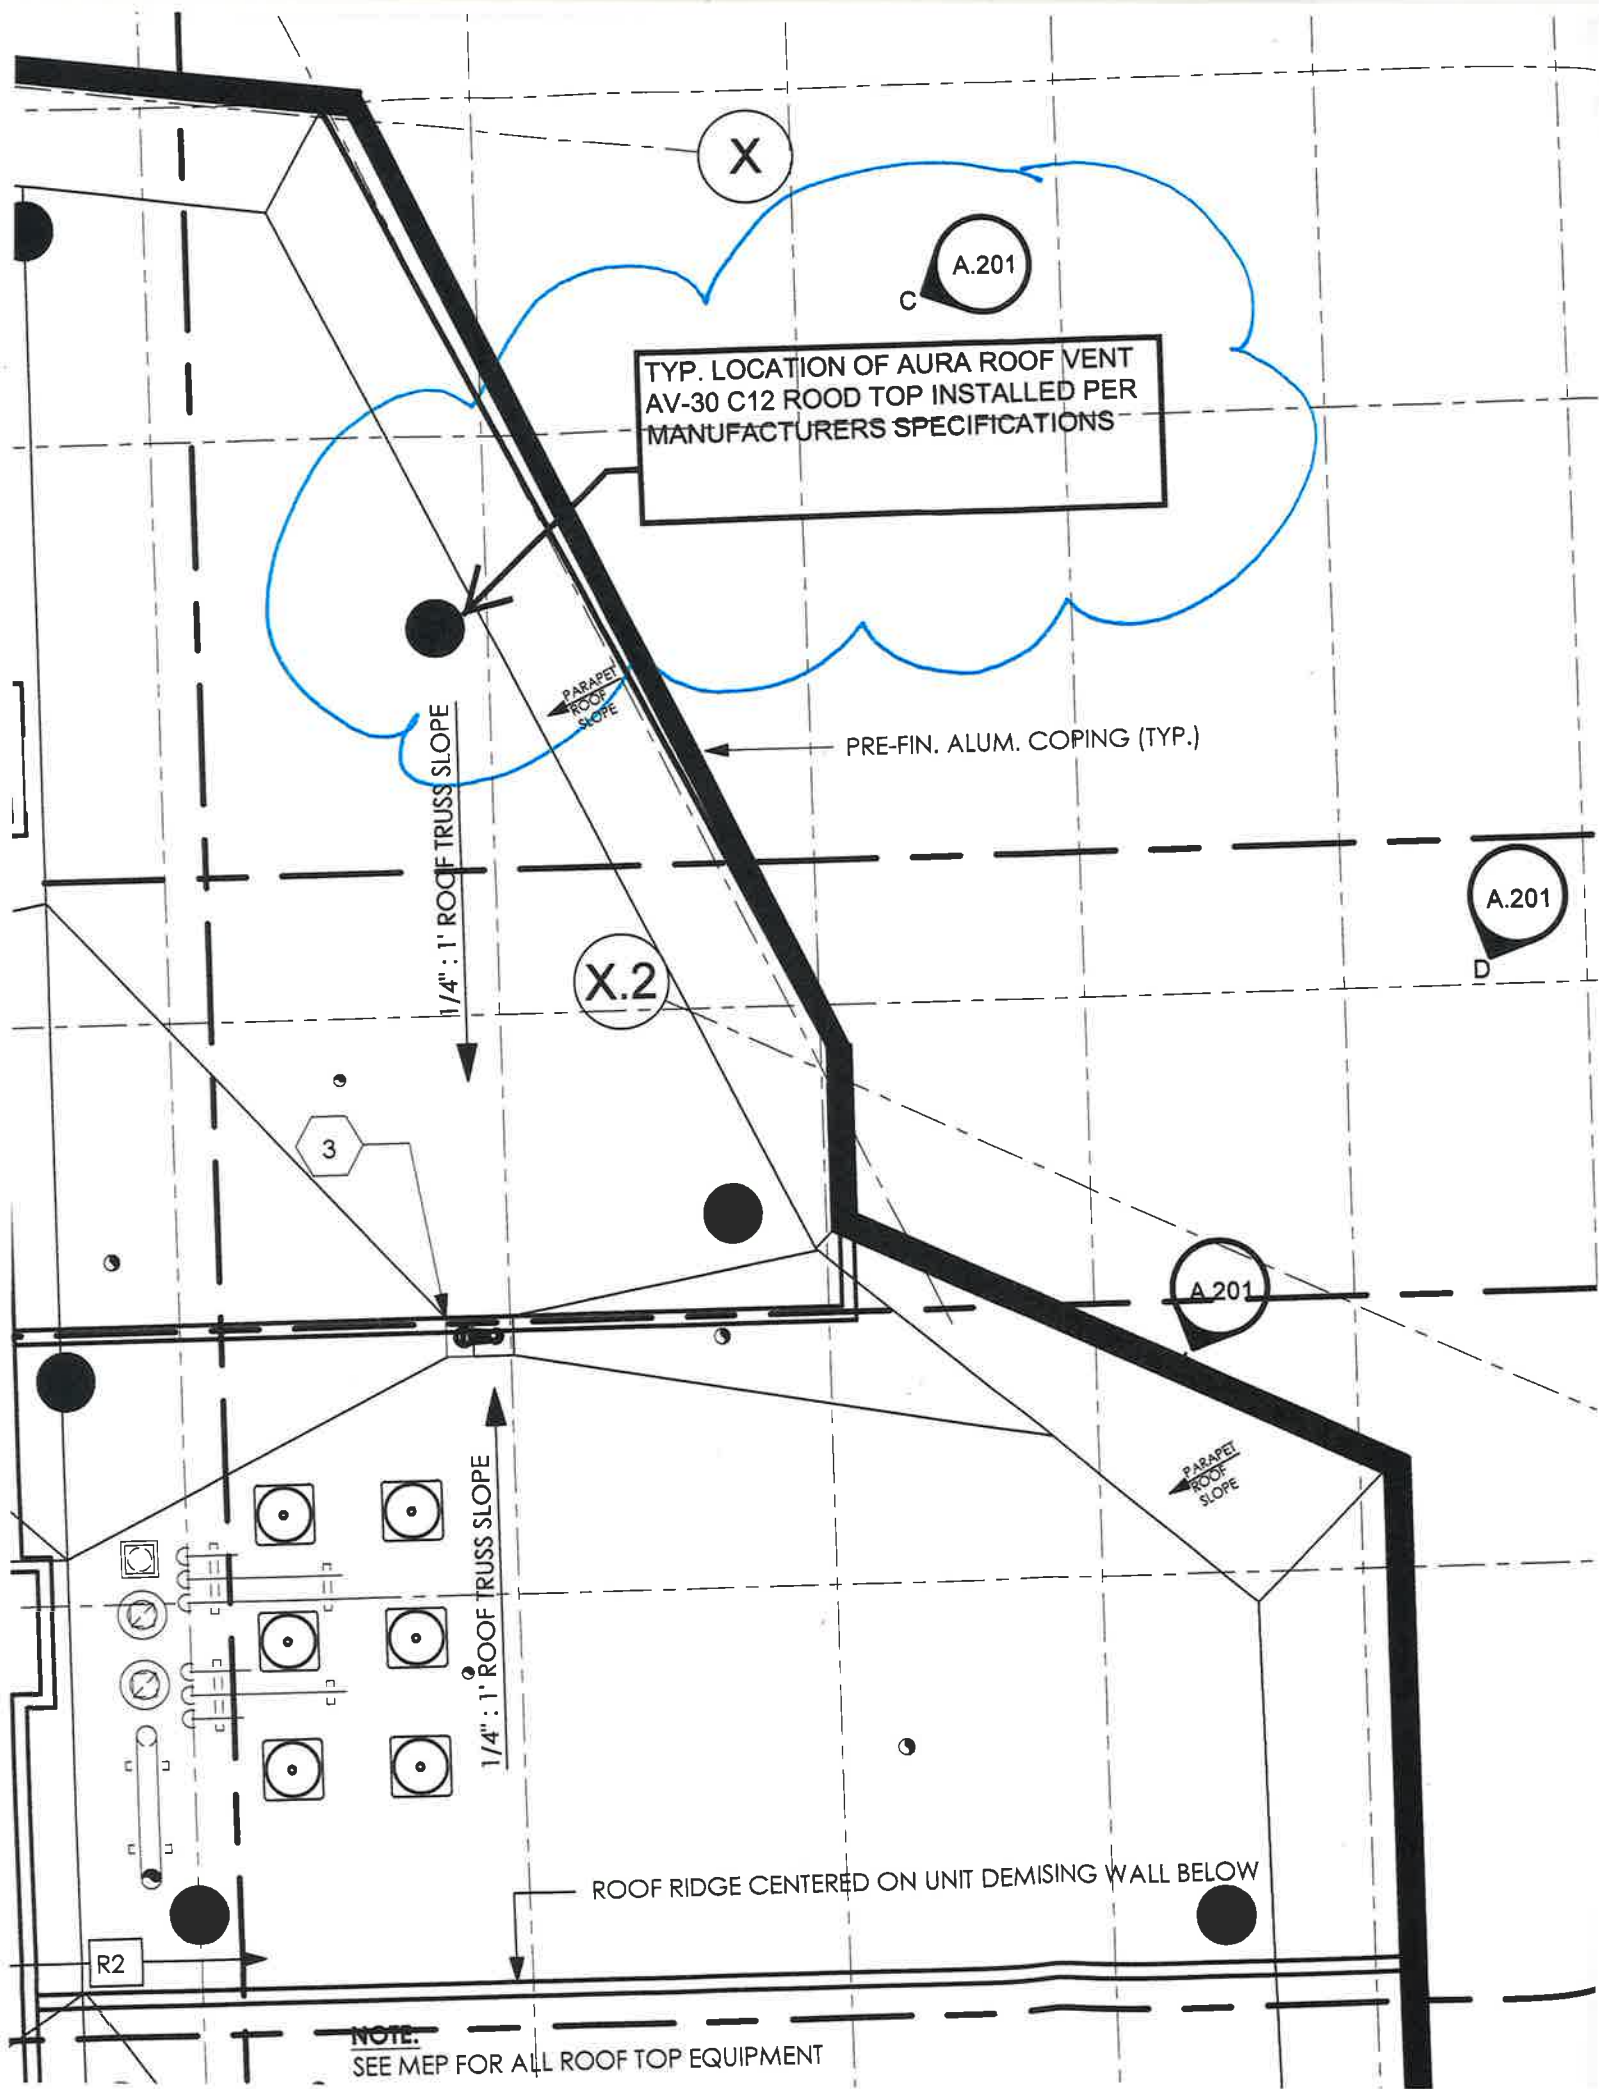 X
A.201
C
TYP. LOCATION OF AURA ROOF VENT
AV-30 C12 ROOD TOP INSTALLED PER
MANUFACTURERS SPECIFICATIONS
PARAPET
ROOF
SLOPE
1/4" : 1' ROOF TRUSS SLOPE
PRE-FIN. ALUM. COPING (TYP.)
A.201
D
X.2
3
A.201
PARAPET
ROOF
SLOPE
1/4" : 1' ROOF TRUSS SLOPE
ROOF RIDGE CENTERED ON UNIT DEMISING WALL BELOW
R2
NOTE:
SEE MEP FOR ALL ROOF TOP EQUIPMENT